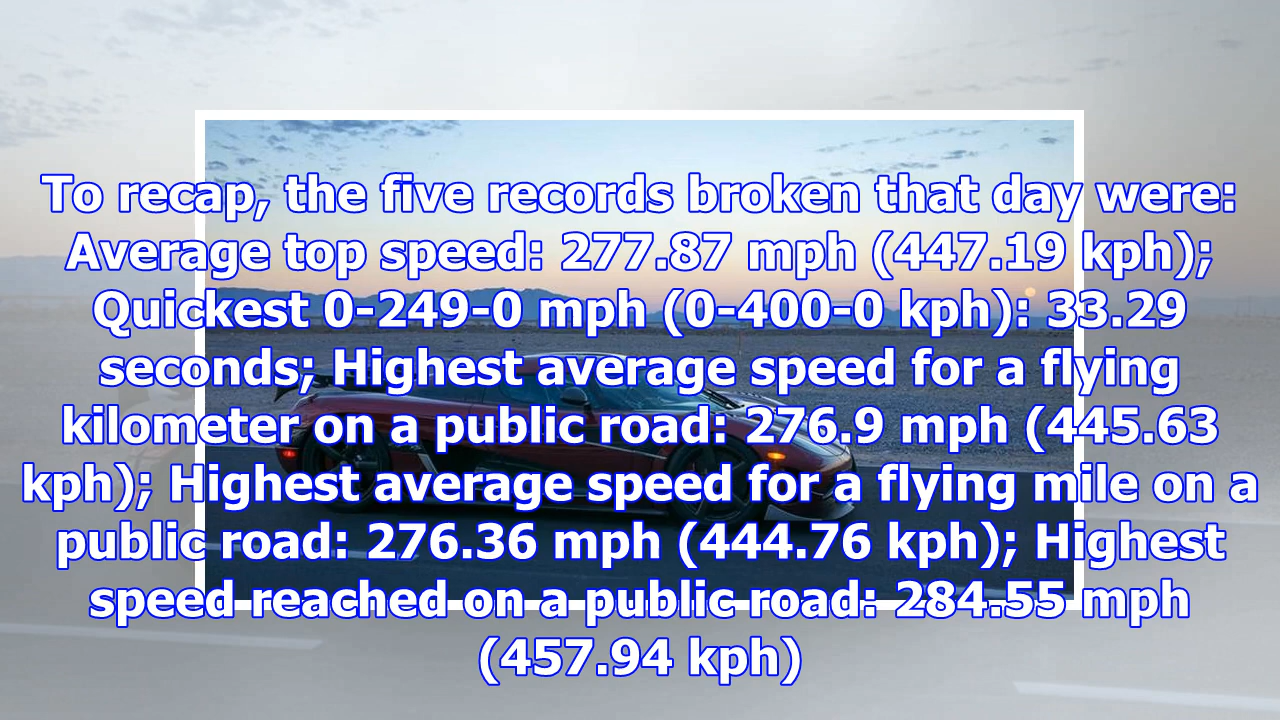 To recap, the five records broken that day were:
Average top speed: 277.87 mph (447.19 kph);
Quickest 0-249-0 mph (0-400-0 kph): 33.29
seconds; Highest average speed for a flying
kilometer on a public road: 276.9 mph (445.63
kph); Highest average speed for a flying mile on a
public road: 276.36 mph (444.76 kph); Highest
speed reached on a public road: 284.55 mph
(457.94 kph)